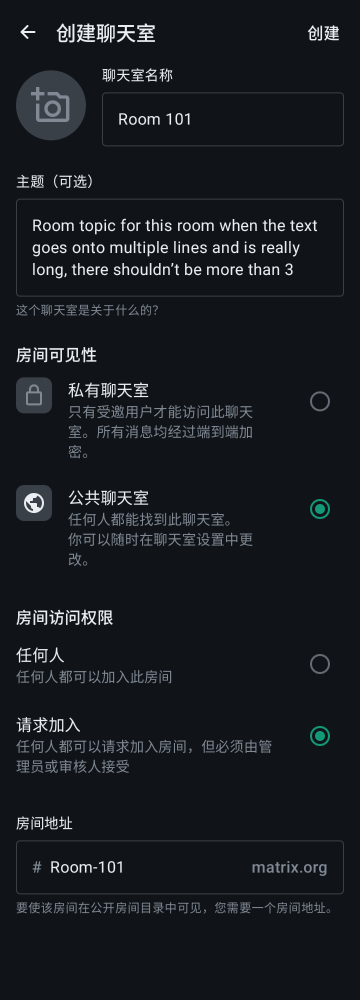 创建聊天室
创建
聊天室名称
Room 101
主题（可选）
Room topic for this room when the text
goes onto multiple lines and is really
long, there shouldn’t be more than 3
这个聊天室是关于什么的？
房间可见性
私有聊天室
只有受邀用户才能访问此聊天
室。所有消息均经过端到端加
密。
公共聊天室
任何人都能找到此聊天室。
你可以随时在聊天室设置中更
改。
房间访问权限
任何人
任何人都可以加入此房间
请求加入
任何人都可以请求加入房间，但必须由管
理员或审核人接受
房间地址
# Room-101 matrix.org
要使该房间在公开房间目录中可见，您需要一个房间地址。